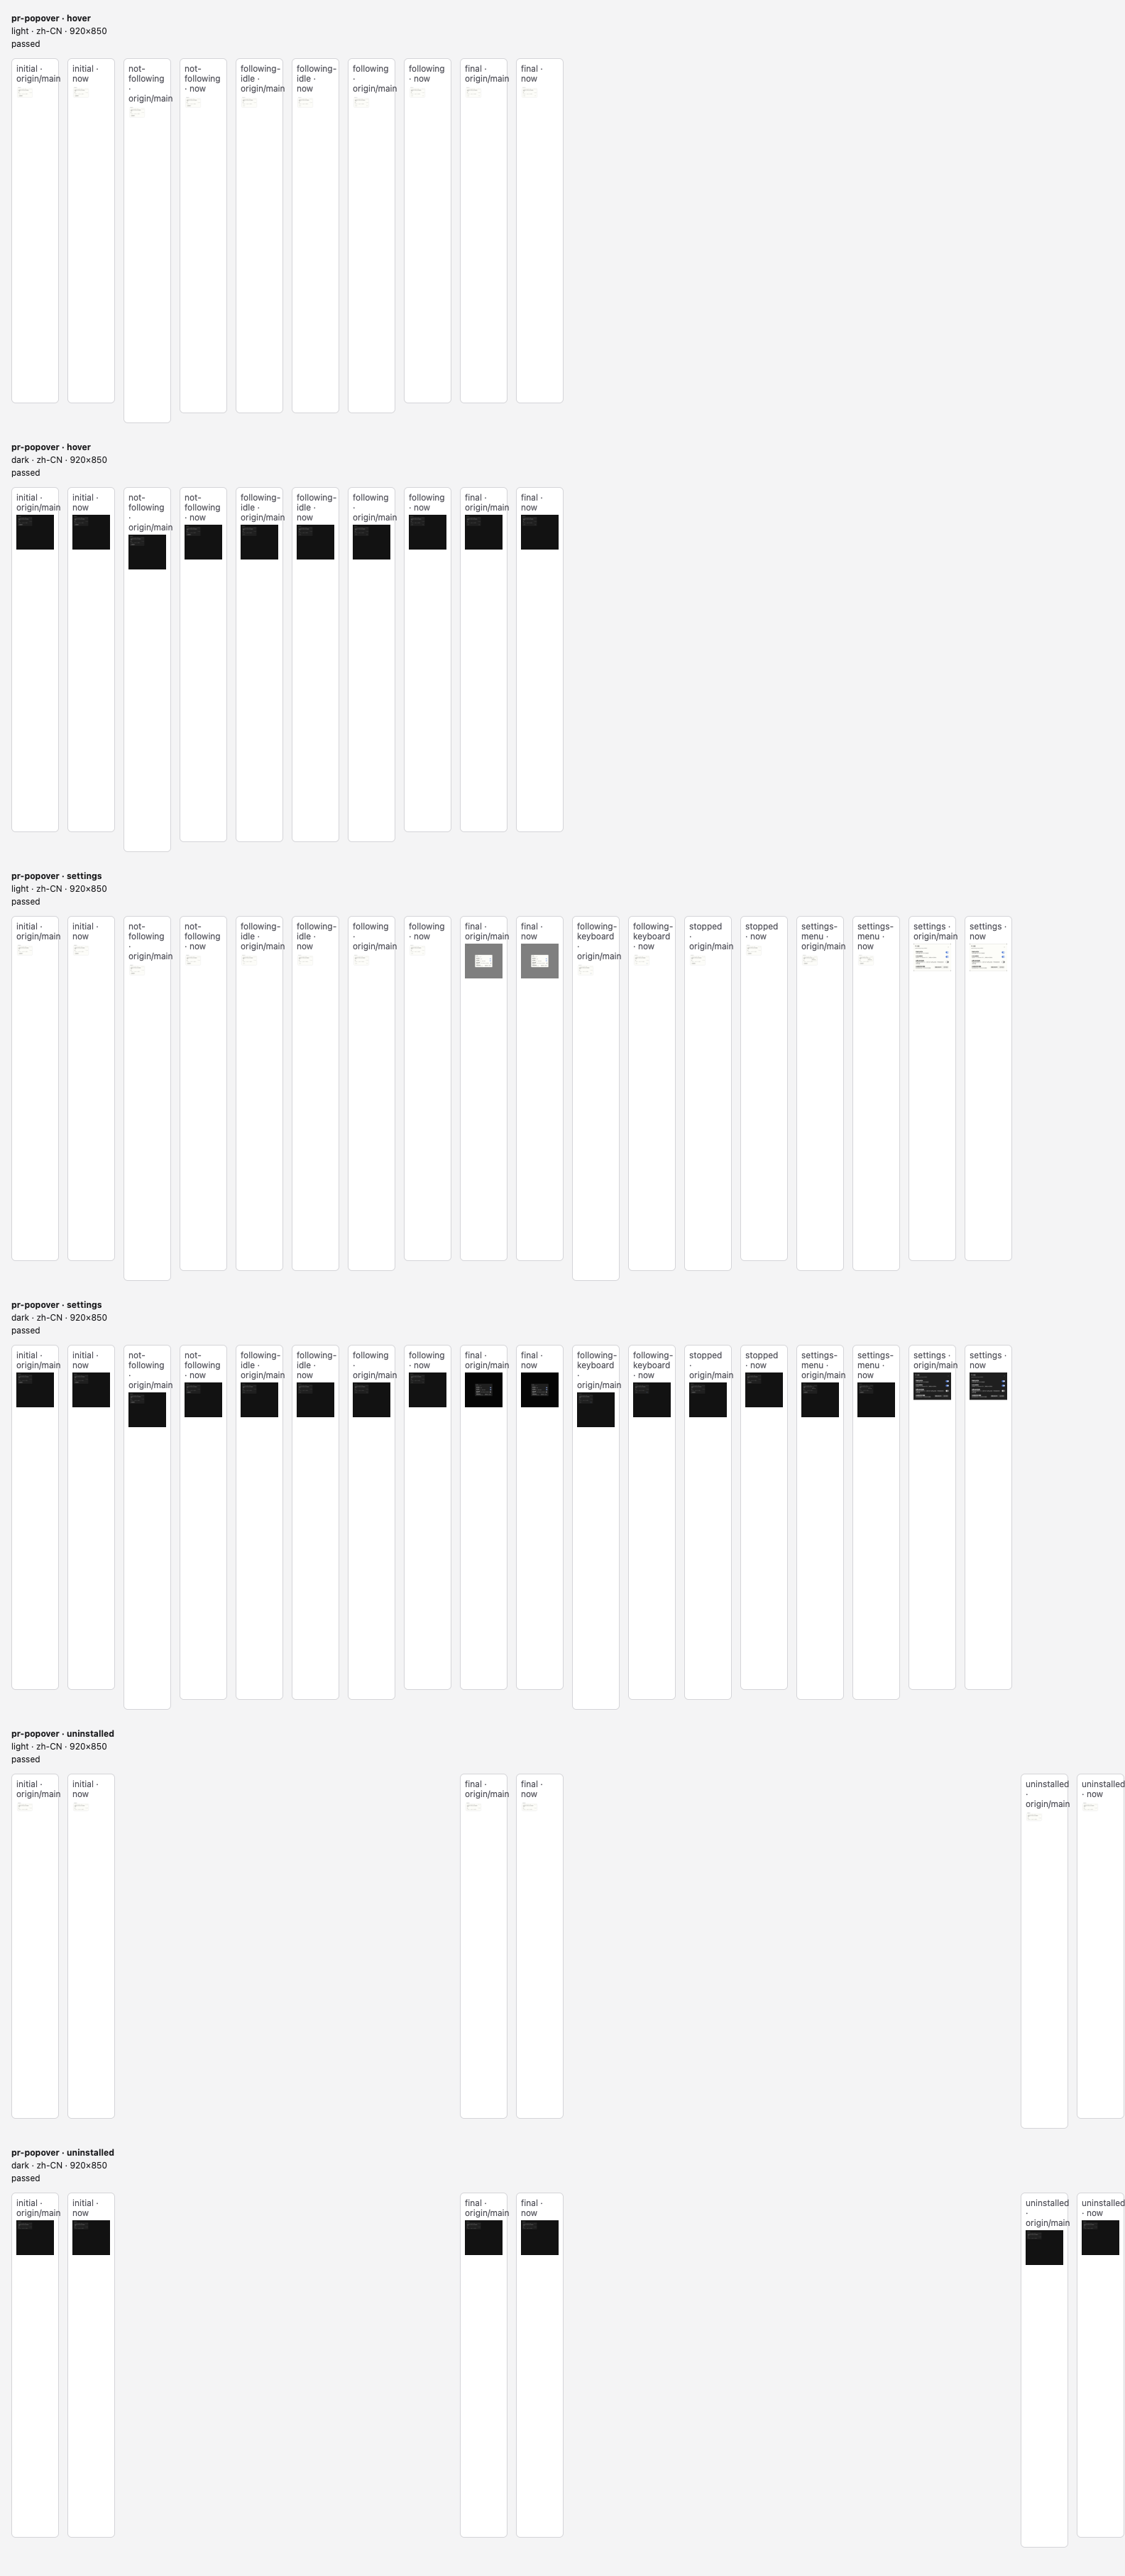 pr-popover · hover
light · zh-CN · 920×850
passed
initial ·
origin/main
initial ·
now
not-
following
·
origin/main
not-
following
· now
following-
idle ·
origin/main
following-
idle ·
now
following
·
origin/main
following
· now
final ·
origin/main
final ·
now
pr-popover · hover
dark · zh-CN · 920×850
passed
initial ·
origin/main
initial ·
now
not-
following
·
origin/main
not-
following
· now
following-
idle ·
origin/main
following-
idle ·
now
following
·
origin/main
following
· now
final ·
origin/main
final ·
now
pr-popover · settings
light · zh-CN · 920×850
passed
initial ·
origin/main
initial ·
now
not-
following
·
origin/main
not-
following
· now
following-
idle ·
origin/main
following-
idle ·
now
following
·
origin/main
following
· now
final ·
origin/main
final ·
now
following-
keyboard
·
origin/main
following-
keyboard
· now
stopped
·
origin/main
stopped
· now
settings-
menu ·
origin/main
settings-
menu ·
now
settings ·
origin/main
settings ·
now
pr-popover · settings
dark · zh-CN · 920×850
passed
initial ·
origin/main
initial ·
now
not-
following
·
origin/main
not-
following
· now
following-
idle ·
origin/main
following-
idle ·
now
following
·
origin/main
following
· now
final ·
origin/main
final ·
now
following-
keyboard
·
origin/main
following-
keyboard
· now
stopped
·
origin/main
stopped
· now
settings-
menu ·
origin/main
settings-
menu ·
now
settings ·
origin/main
settings ·
now
pr-popover · uninstalled
light · zh-CN · 920×850
passed
initial ·
origin/main
initial ·
now
final ·
origin/main
final ·
now
uninstalled
·
origin/main
uninstalled
· now
pr-popover · uninstalled
dark · zh-CN · 920×850
passed
initial ·
origin/main
initial ·
now
final ·
origin/main
final ·
now
uninstalled
·
origin/main
uninstalled
· now